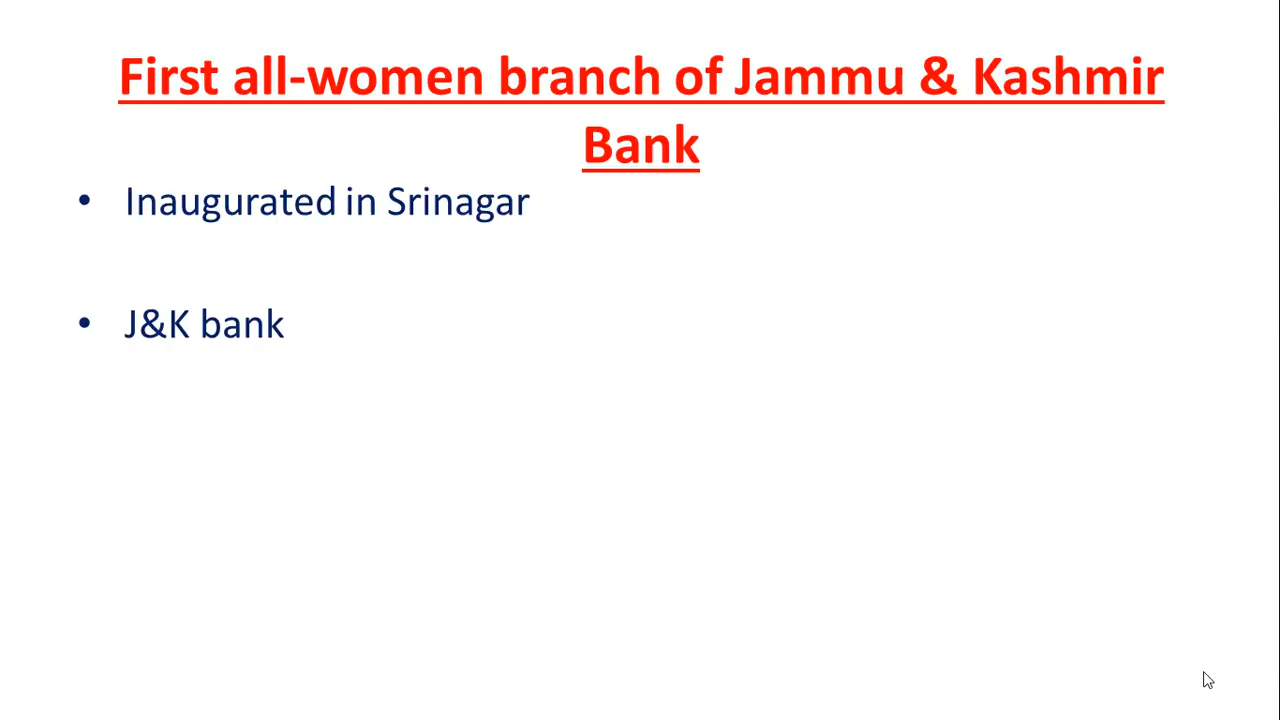 First all-women branch of Jammu & Kashmir
Bank
• Inaugurated in Srinagar
• J&K bank